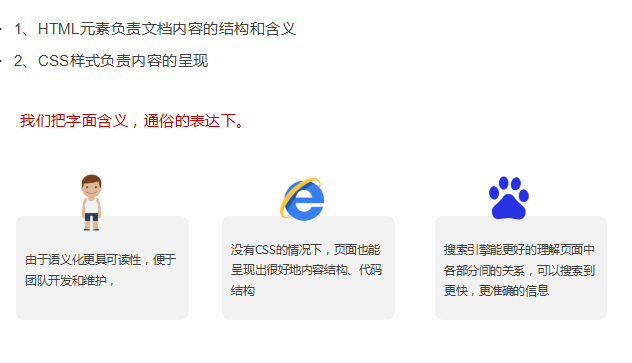 1、HTML元素负责文档内容的结构和含义
2、CSS样式负责内容的呈现
我们把字面含义，通俗的表达下。
由于语义化更具可读性，便于
团队开发和维护，
没有CSS的情况下，页面也能
呈现出很好地内容结构、代码
结构
搜索引擎能更好的理解页面中
各部分间的关系，可以搜索到
更快，更准确的信息